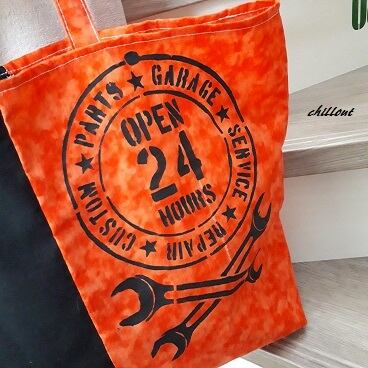 CUSTOM ★ PARTS ★ GARAGE ★ SERVICE ★ REPAIR ★
OPEN
24
HOURS
chillout